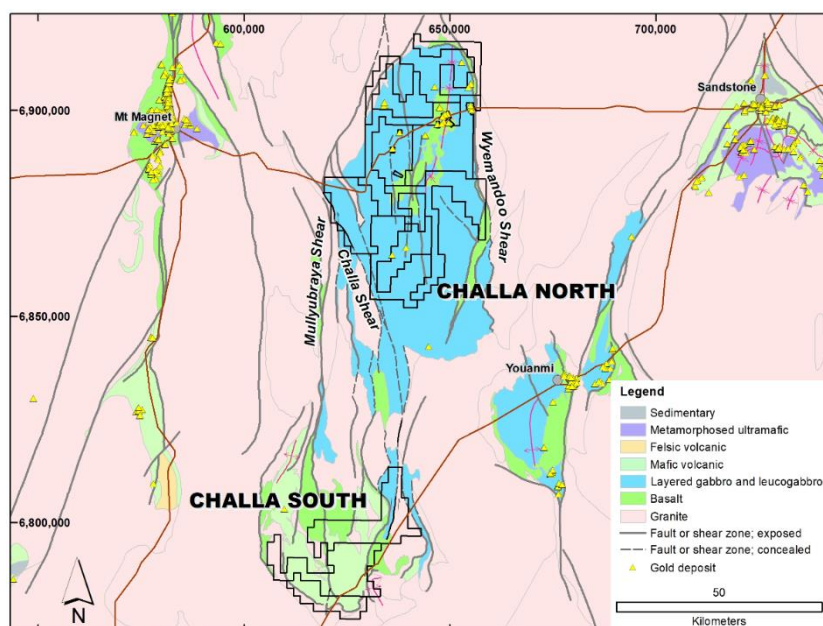 600,000
650,000
700,000
6,900,000
6,850,000
6,800,000
Mt Magnet
Sandstone
Wyemandoo Shear
Mullyubraya Shear
Challa Shear
CHALLA NORTH
Youanmi
CHALLA SOUTH
N
Legend
Sedimentary
Metamorphosed ultramafic
Felsic volcanic
Mafic volcanic
Layered gabbro and leucogabbro
Basalt
Granite
Fault or shear zone; exposed
Fault or shear zone; concealed
Gold deposit
50
Kilometers